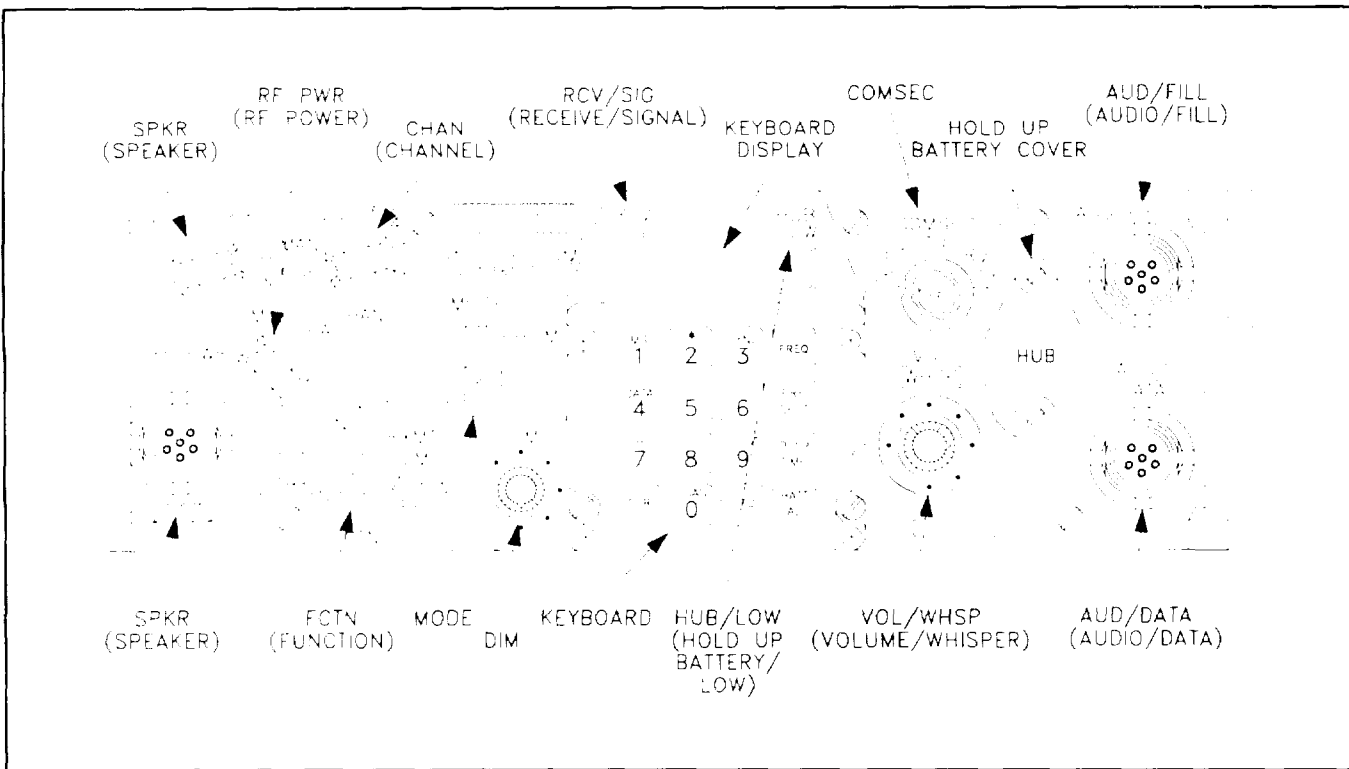 RF PWR
(RF POWER)
SPKR
(SPEAKER)
CHAN
(CHANNEL)
RCV/SIG
(RECEIVE/SIGNAL)
KEYBOARD
DISPLAY
COMSEC
HOLD UP
BATTERY COVER
AUD/FILL
(AUDIO/FILL)
1 2 3 FREQ
HUB
4 5 6
7 8 9
0
SPKR
(SPEAKER)
FCTN
(FUNCTION)
MODE
DIM
KEYBOARD
HUB/LOW
(HOLD UP
BATTERY/
LOW)
VOL/WHSP
(VOLUME/WHISPER)
AUD/DATA
(AUDIO/DATA)